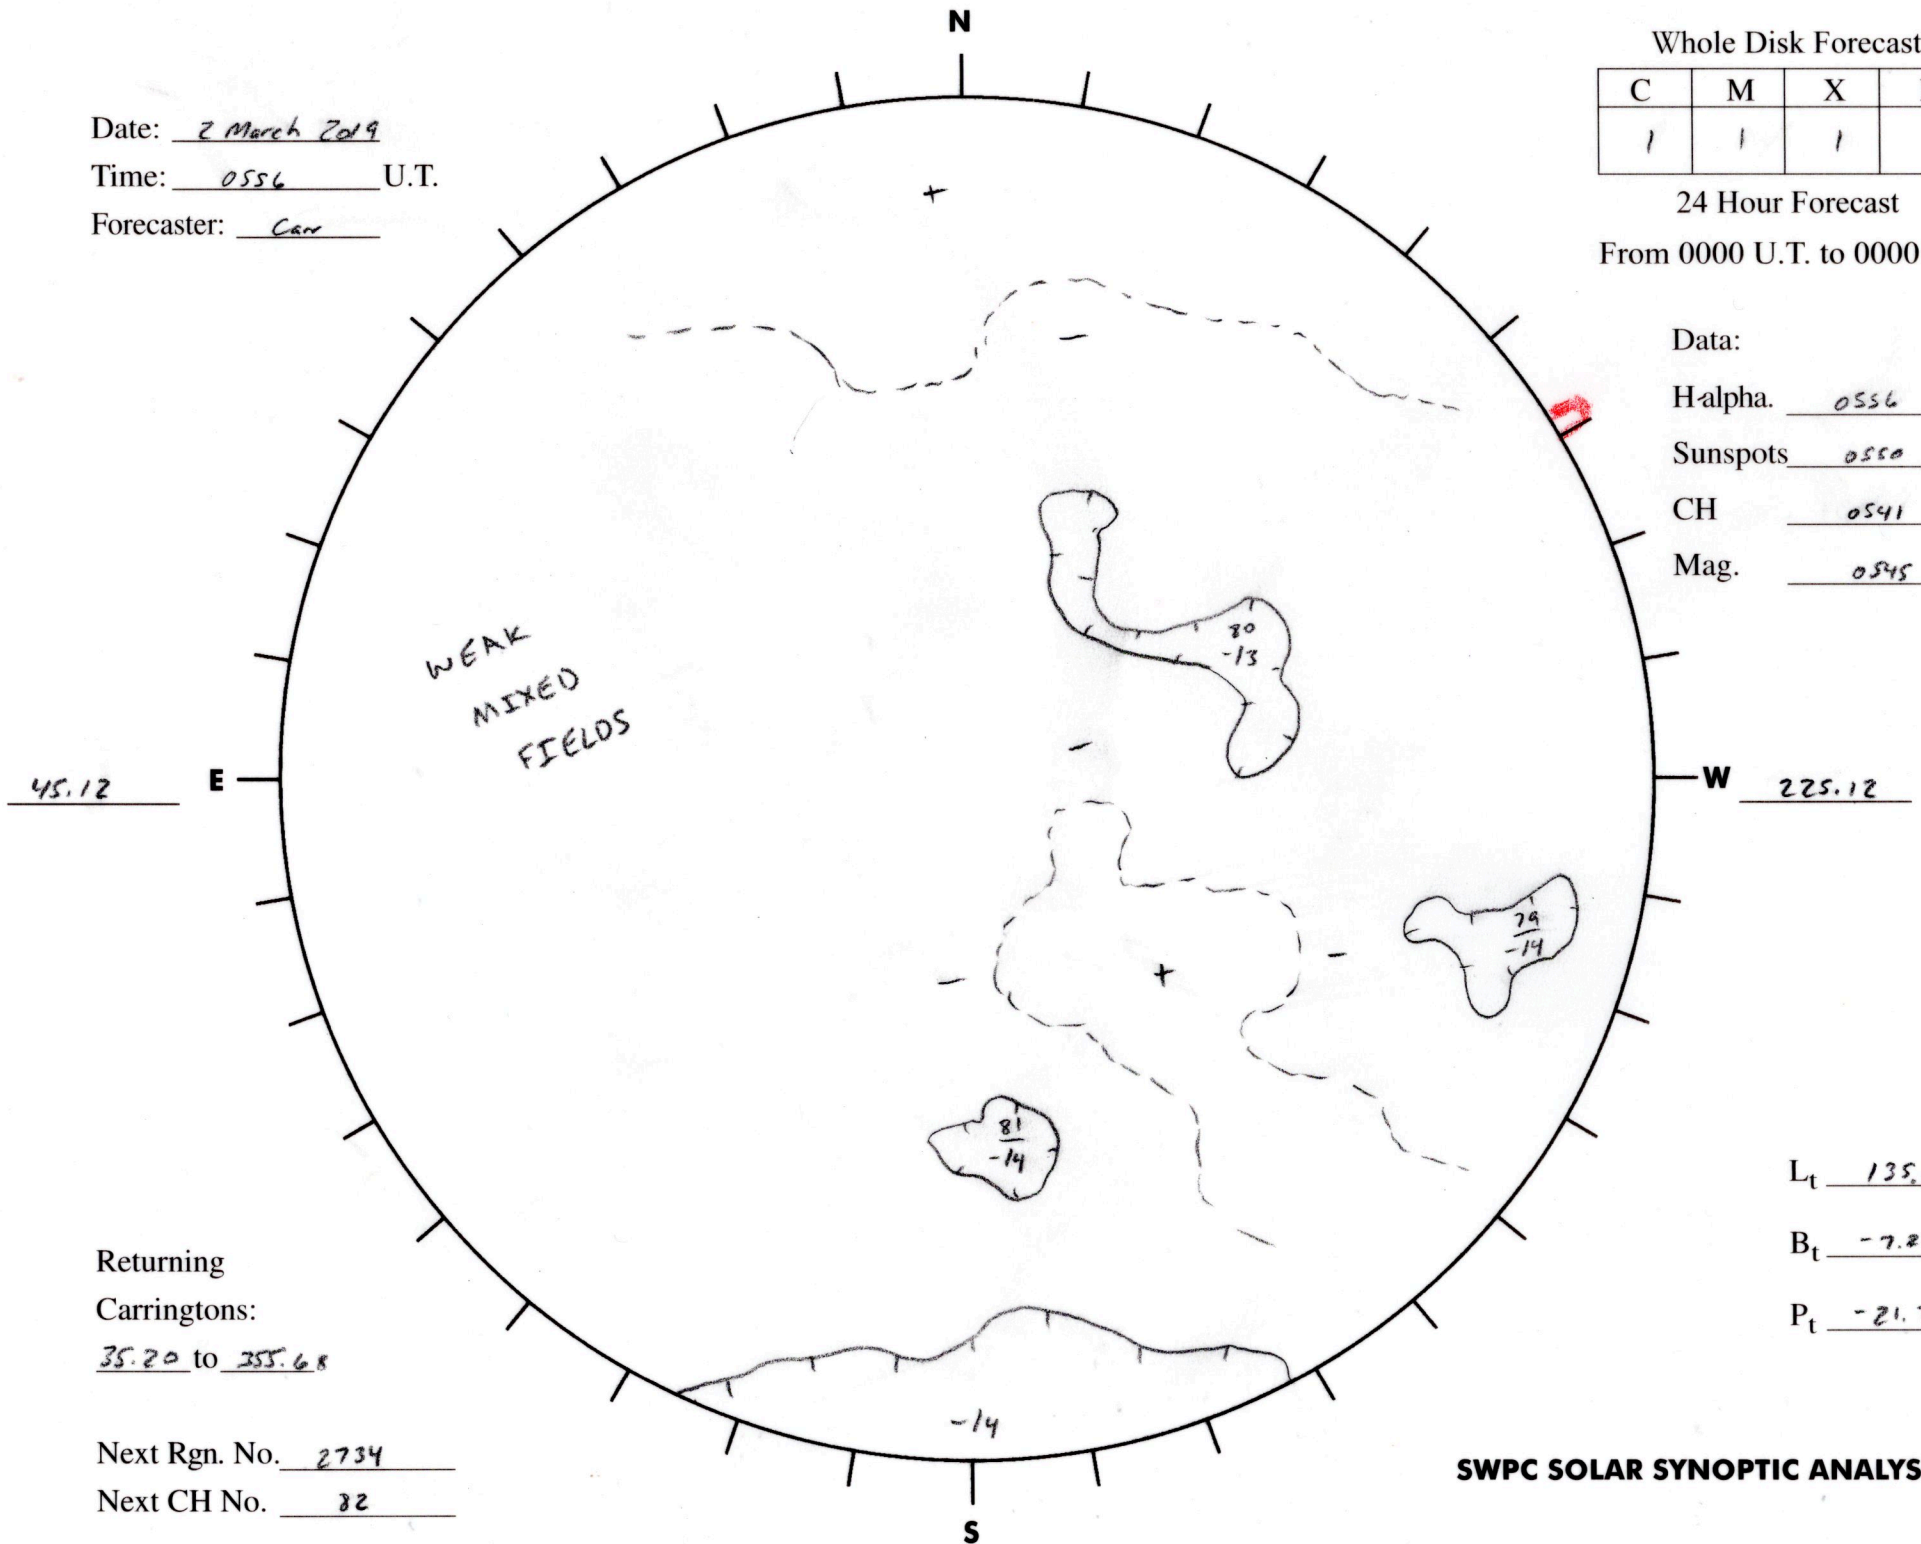 N
Whole Disk Forecast
C M X
1 1 1
24 Hour Forecast
From 0000 U.T. to 0000
Date: 2 March 2019
Time: 0556 U.T.
Forecaster: Carr
Data:
H-alpha. 0556
Sunspots 0550
CH 0541
Mag. 0545
+
-
80
-13
WEAK
MIXED
FIELDS
-
45.12 E
W 225.12
79
-14
-
+
-
81
-14
Lt 135.
Bt -7.2
Pt -21.
Returning
Carringtons:
35.20 to 355.68
-14
Next Rgn. No. 2734
Next CH No. 82
SWPC SOLAR SYNOPTIC ANALYS
S